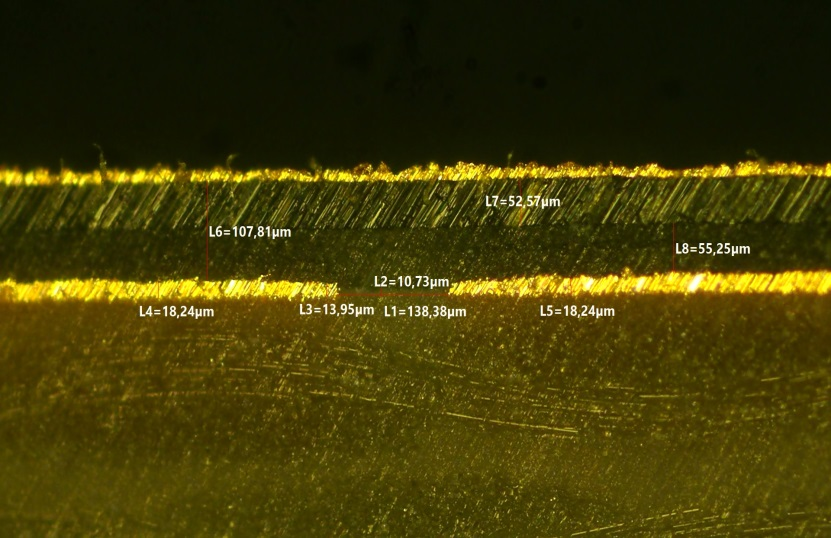 L7=52,57µm
L6=107,81µm
L8=55,25µm
L2=10,73µm
L4=18,24µm
L3=13,95µm
L1=138,38µm
L5=18,24µm